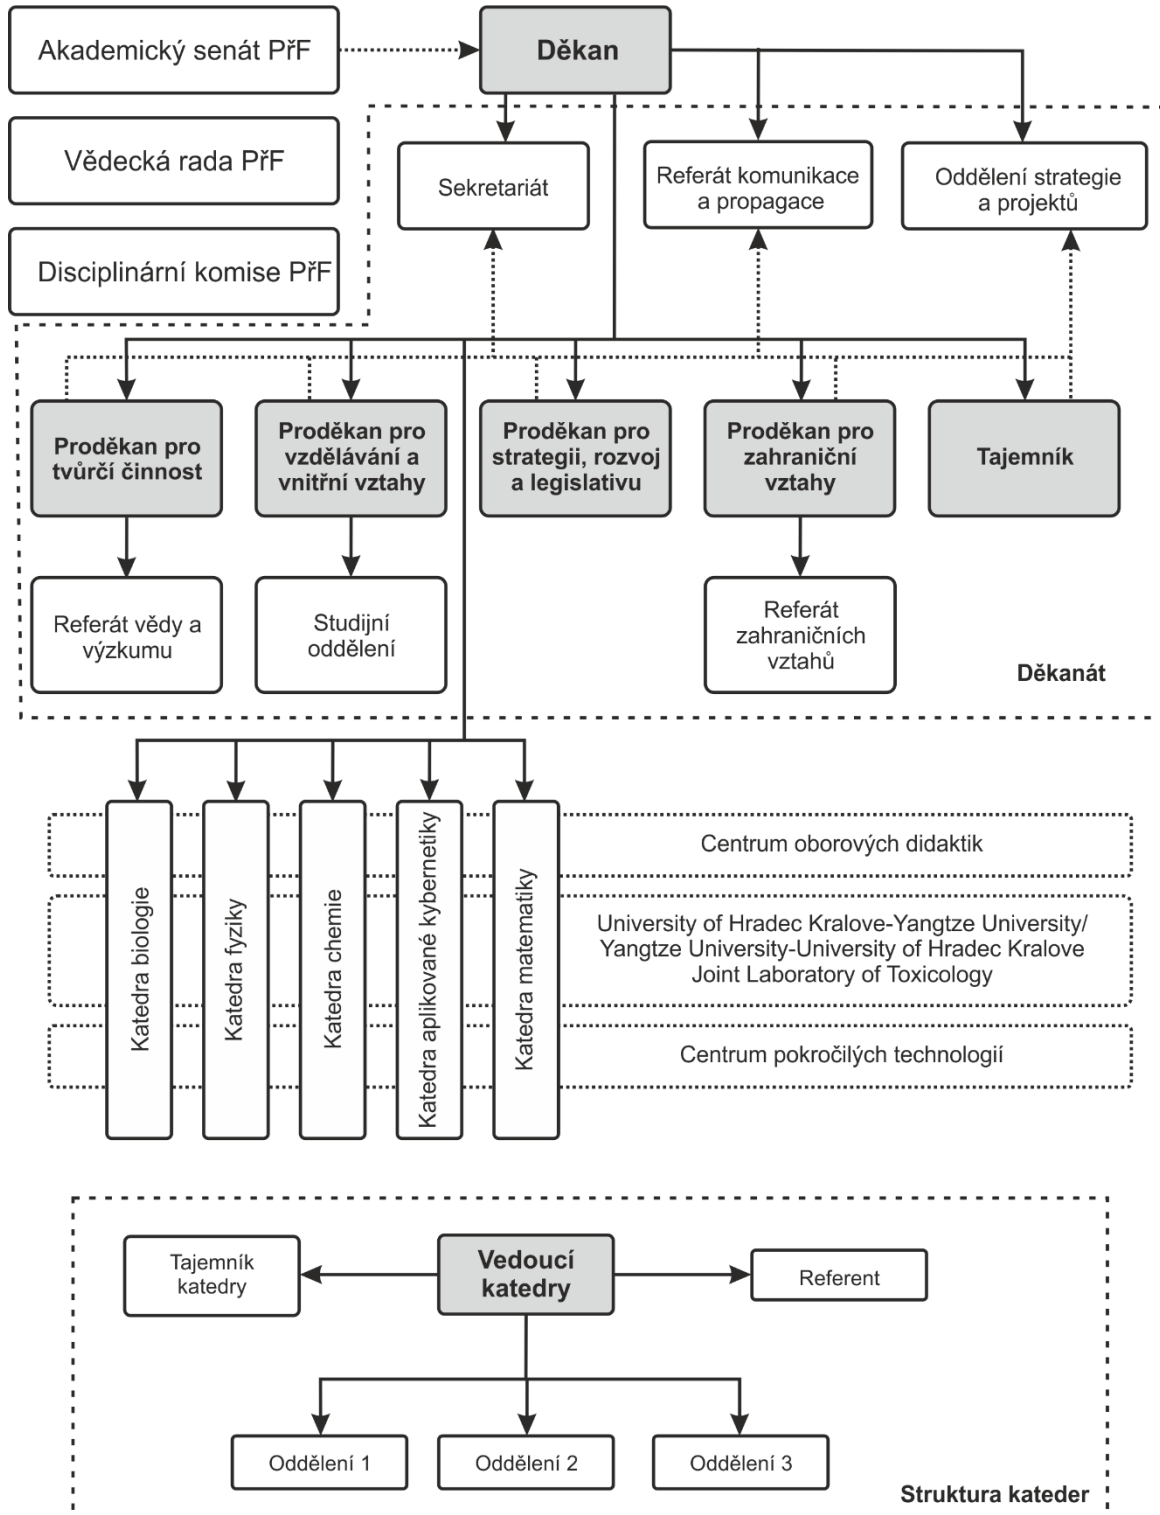 Akademický senát PřF
Děkan
Vědecká rada PřF
Disciplinární komise PřF
Sekretariát
Referát komunikace
a propagace
Oddělení strategie
a projektů
Proděkan pro
tvůrčí činnost
Proděkan pro
vzdělávání a
vnitřní vztahy
Proděkan pro
strategii, rozvoj
a legislativu
Proděkan pro
zahraniční
vztahy
Tajemník
Referát vědy a
výzkumu
Studijní
oddělení
Referát
zahraničních
vztahů
Děkanát
Katedra biologie
Katedra fyziky
Katedra chemie
Katedra aplikované kybernetiky
Katedra matematiky
Centrum oborových didaktik
University of Hradec Kralove-Yangtze University/
Yangtze University-University of Hradec Kralove
Joint Laboratory of Toxicology
Centrum pokročilých technologií
Tajemník
katedry
Vedoucí
katedry
Referent
Oddělení 1
Oddělení 2
Oddělení 3
Struktura kateder